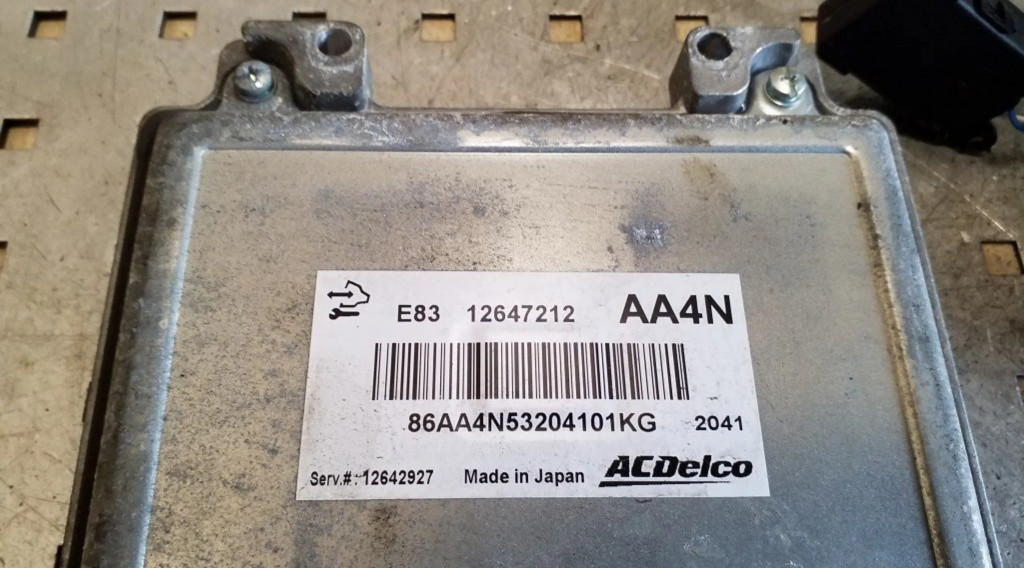 E83 12647212 AA4N
86AA4N53204101KG 2041
Serv.#: 12642927 Made in Japan ACDelco